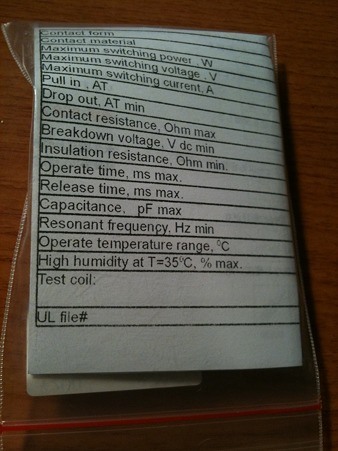 Contact form
Contact material
Maximum switching power , W
Maximum switching voltage , V
Maximum switching current, A
Pull in , AT
Drop out, AT min
Contact resistance, Ohm max
Breakdown voltage, V dc min
Insulation resistance, Ohm min.
Operate time, ms max.
Release time, ms max.
Capacitance, pF max
Resonant frequency, Hz min
Operate temperature range, °C
High humidity at T=35°C, % max.
Test coil:
UL file#